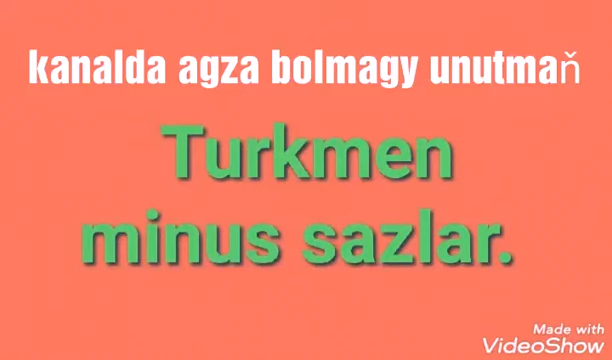 kanalda agza bolmagy unutmaň
Turkmen
minus sazlar.
Made with
VideoShow